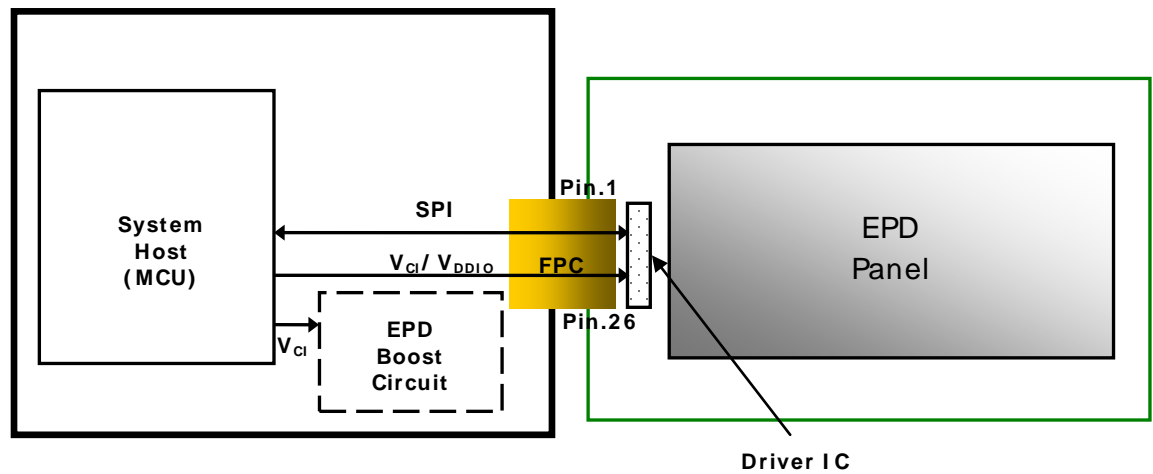 System
Host
(MCU)
SPI
VCI/ VDDIO
VCI
EPD
Boost
Circuit
Pin.1
FPC
Pin.26
EPD
Panel
Driver IC